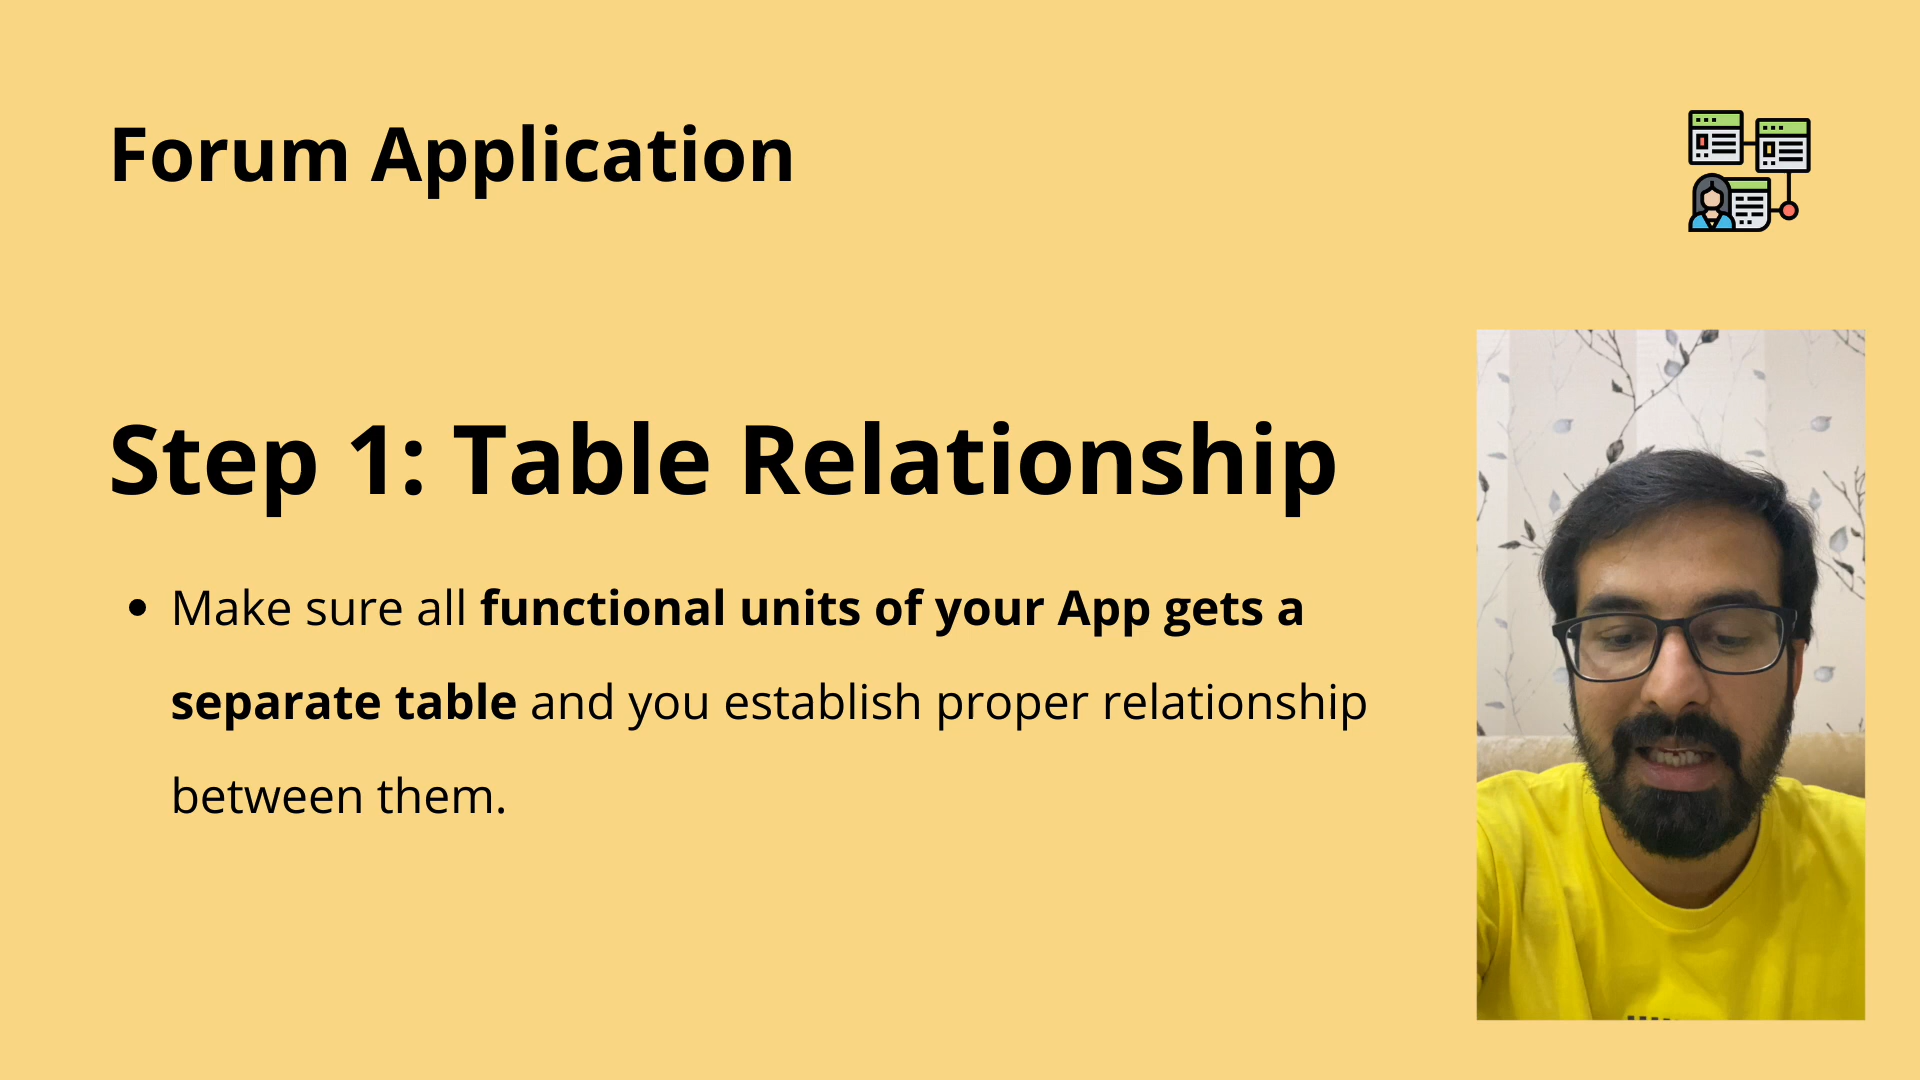 Forum Application
Step 1: Table Relationship
• Make sure all functional units of your App gets a
separate table and you establish proper relationship
between them.